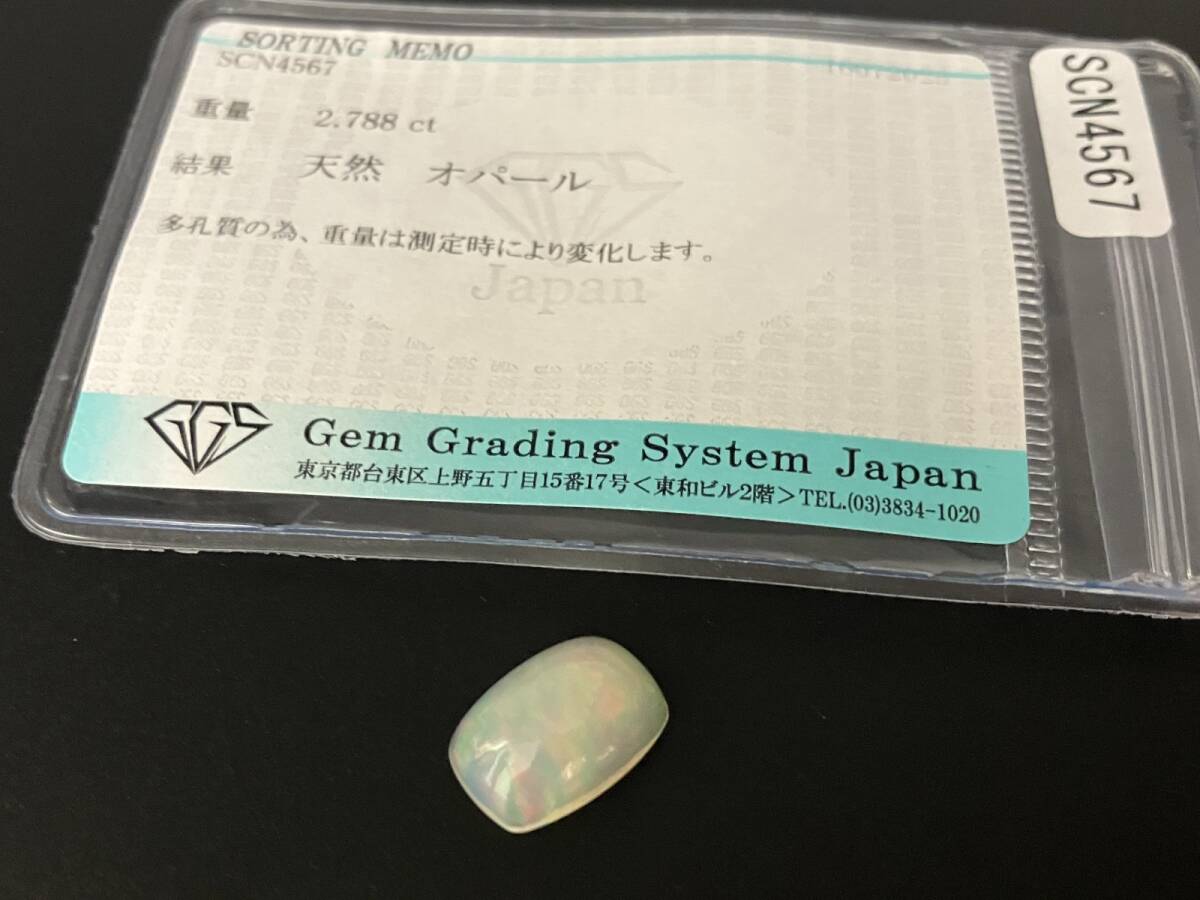 SORTING MEMO
SCN4567
重量 2.788 ct
結果 天然 オパール
多孔質の為、重量は測定時により変化します。
GGS
Japan
GGS Gem Grading System Japan
東京都台東区上野五丁目15番17号＜東和ビル2階＞TEL.(03)3834-1020
SCN4567